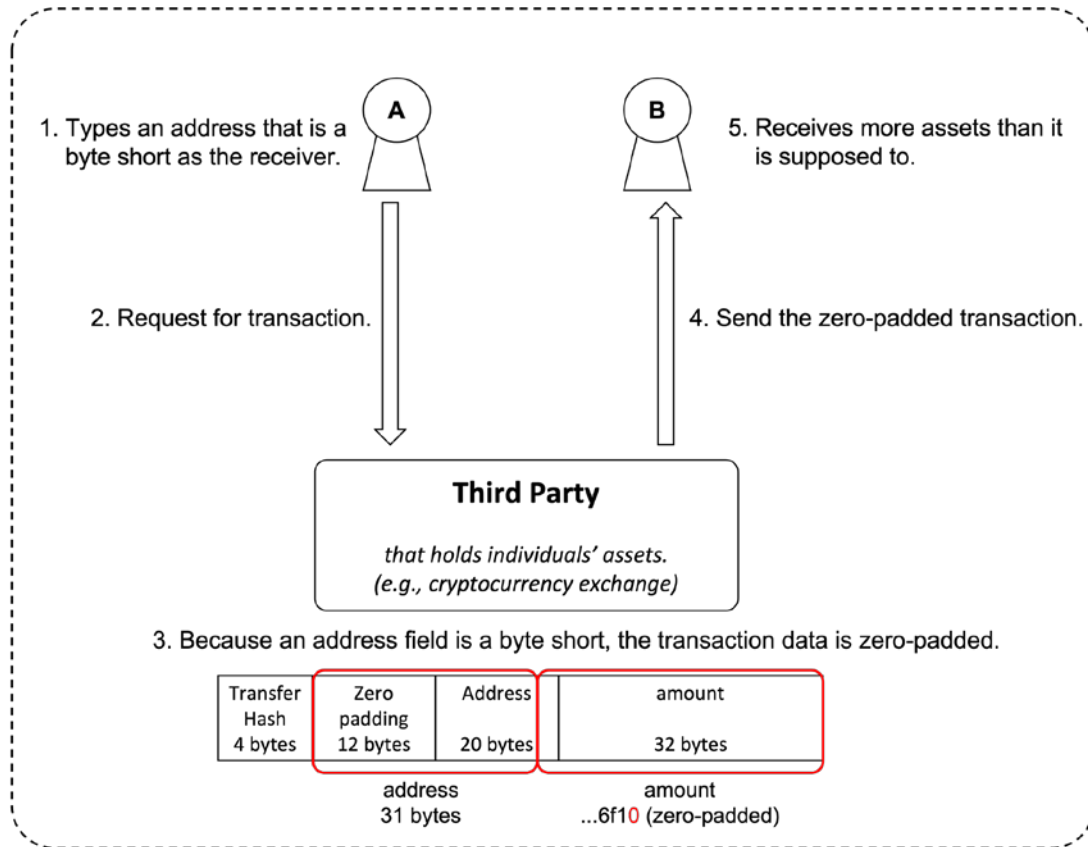 A
B
1. Types an address that is a
byte short as the receiver.
5. Receives more assets than it
is supposed to.
2. Request for transaction.
4. Send the zero-padded transaction.
Third Party
that holds individuals' assets.
(e.g., cryptocurrency exchange)
3. Because an address field is a byte short, the transaction data is zero-padded.
Transfer
Hash
4 bytes
Zero
padding
12 bytes
Address
20 bytes
amount
32 bytes
address
31 bytes
amount
...6f10 (zero-padded)